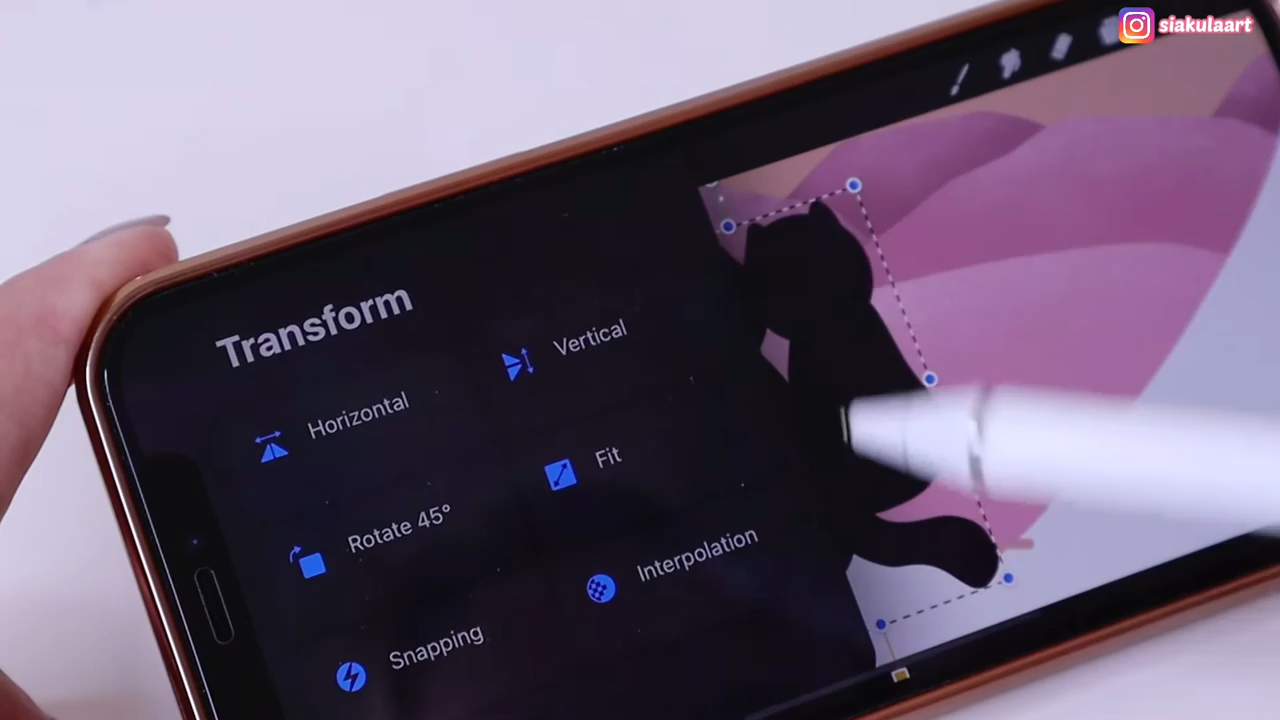 siakulaart
Transform
Horizontal
Vertical
Rotate 45°
Fit
Snapping
Interpolation